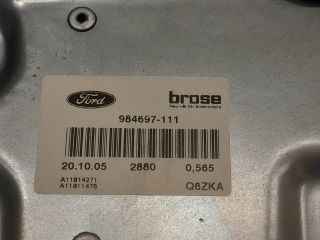 Ford brose
Technik für Automobile
984697-111
20.10.05 2880 0,565
A11814271 Q6ZKA
A11811475